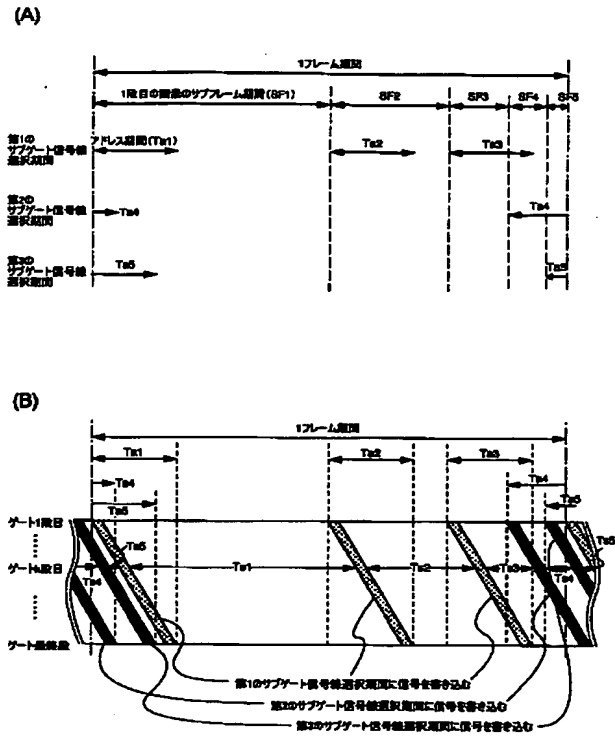 (A)
1フレーム期間
1段目の画素のサブフレーム期間(SF1)
SF2
SF3
SF4
SF5
第1の
サブゲート信号線
選択期間
アドレス期間(Ta1)
Ta2
Ta3
第2の
サブゲート信号線
選択期間
Ta4
Ta4
第3の
サブゲート信号線
選択期間
Ta5
Ta5
(B)
1フレーム期間
Ta1
Ta2
Ta3
Ta4
Ta4
Ta5
Ta5
ゲート1段目
ゲートk段目
ゲート最終段
Ts5
Ts4
Ts1
Ts2
Ts3
Ts4
Ts5
第1のサブゲート信号線選択期間に信号を書き込む
第2のサブゲート信号線選択期間に信号を書き込む
第3のサブゲート信号線選択期間に信号を書き込む